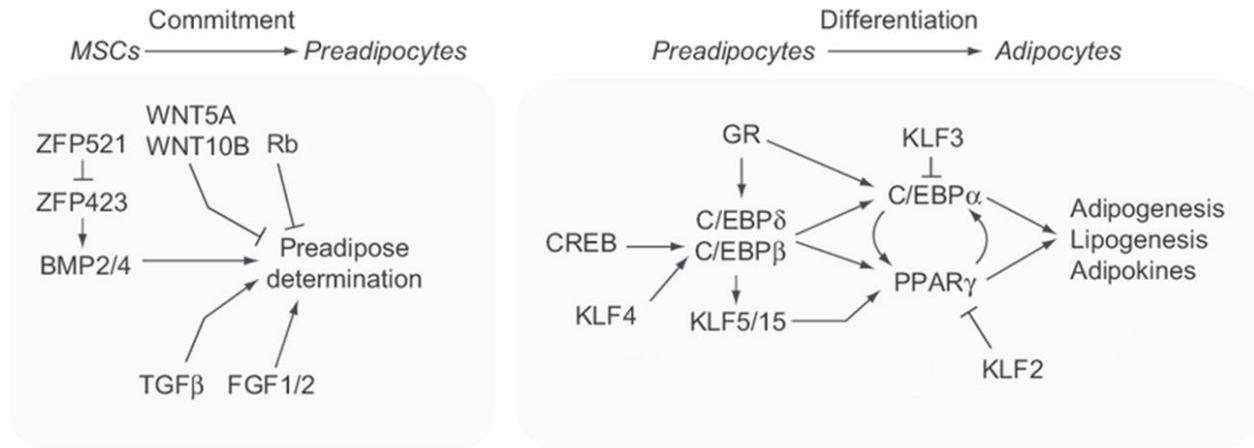 Commitment
MSCs Preadipocytes
WNT5A
ZFP521 WNT10B Rb
ZFP423
BMP2/4
Preadipose
determination
TGFβ FGF1/2
Differentiation
Preadipocytes Adipocytes
GR
KLF3
C/EBPα
C/EBPδ
CREB C/EBPβ
KLF4
KLF5/15
PPARγ
KLF2
Adipogenesis
Lipogenesis
Adipokines